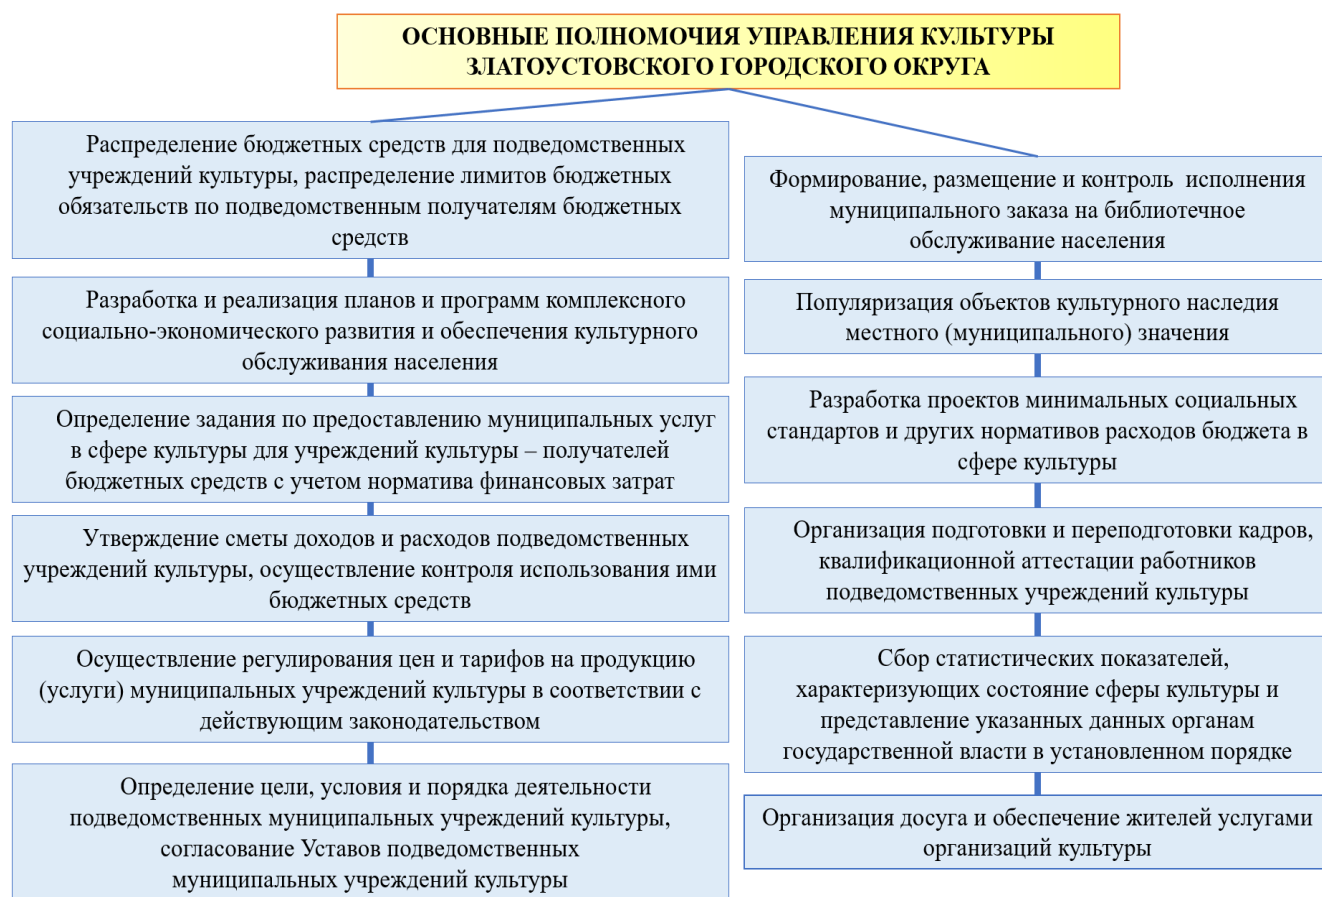 ОСНОВНЫЕ ПОЛНОМОЧИЯ УПРАВЛЕНИЯ КУЛЬТУРЫ
ЗЛАТОУСТОВСКОГО ГОРОДСКОГО ОКРУГА
Распределение бюджетных средств для подведомственных
учреждений культуры, распределение лимитов бюджетных
обязательств по подведомственным получателям бюджетных
средств
Разработка и реализация планов и программ комплексного
социально-экономического развития и обеспечения культурного
обслуживания населения
Определение задания по предоставлению муниципальных услуг
в сфере культуры для учреждений культуры – получателей
бюджетных средств с учетом норматива финансовых затрат
Утверждение сметы доходов и расходов подведомственных
учреждений культуры, осуществление контроля использования ими
бюджетных средств
Осуществление регулирования цен и тарифов на продукцию
(услуги) муниципальных учреждений культуры в соответствии с
действующим законодательством
Определение цели, условия и порядка деятельности
подведомственных муниципальных учреждений культуры,
согласование Уставов подведомственных
муниципальных учреждений культуры
Формирование, размещение и контроль исполнения
муниципального заказа на библиотечное
обслуживание населения
Популяризация объектов культурного наследия
местного (муниципального) значения
Разработка проектов минимальных социальных
стандартов и других нормативов расходов бюджета в
сфере культуры
Организация подготовки и переподготовки кадров,
квалификационной аттестации работников
подведомственных учреждений культуры
Сбор статистических показателей,
характеризующих состояние сферы культуры и
представление указанных данных органам
государственной власти в установленном порядке
Организация досуга и обеспечение жителей услугами
организаций культуры